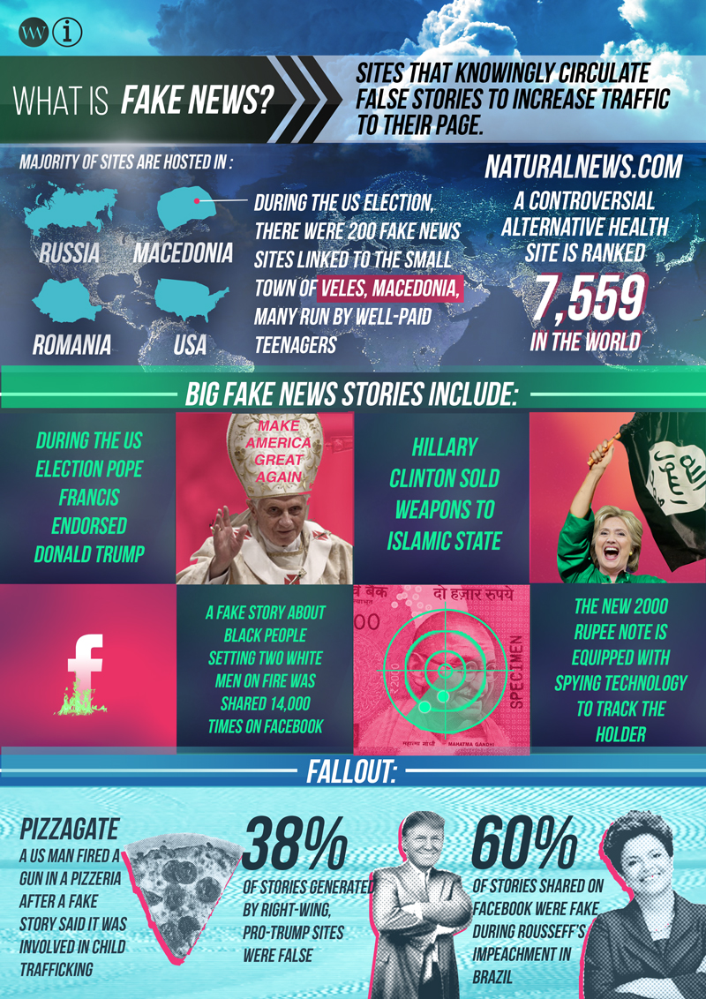 W i
WHAT IS FAKE NEWS?
SITES THAT KNOWINGLY CIRCULATE
FALSE STORIES TO INCREASE TRAFFIC
TO THEIR PAGE.
MAJORITY OF SITES ARE HOSTED IN :
RUSSIA
MACEDONIA
ROMANIA
USA
DURING THE US ELECTION,
THERE WERE 200 FAKE NEWS
SITES LINKED TO THE SMALL
TOWN OF VELES, MACEDONIA,
MANY RUN BY WELL-PAID
TEENAGERS
NATURALNEWS.COM
A CONTROVERSIAL
ALTERNATIVE HEALTH
SITE IS RANKED
7,559
IN THE WORLD
BIG FAKE NEWS STORIES INCLUDE:
DURING THE US
ELECTION POPE
FRANCIS
ENDORSED
DONALD TRUMP
MAKE
AMERICA
GREAT
AGAIN
HILLARY
CLINTON SOLD
WEAPONS TO
ISLAMIC STATE
الله
رسول
f
A FAKE STORY ABOUT
BLACK PEOPLE
SETTING TWO WHITE
MEN ON FIRE WAS
SHARED 14,000
TIMES ON FACEBOOK
बैंक
दो हज़ार रुपये
00
₹2000
SPECIMEN
महात्मा गांधी
MAHATMA GANDHI
THE NEW 2000
RUPEE NOTE IS
EQUIPPED WITH
SPYING TECHNOLOGY
TO TRACK THE
HOLDER
FALLOUT:
PIZZAGATE
A US MAN FIRED A
GUN IN A PIZZERIA
AFTER A FAKE
STORY SAID IT WAS
INVOLVED IN CHILD
TRAFFICKING
38%
OF STORIES GENERATED
BY RIGHT-WING,
PRO-TRUMP SITES
WERE FALSE
60%
OF STORIES SHARED ON
FACEBOOK WERE FAKE
DURING ROUSSEFF'S
IMPEACHMENT IN
BRAZIL